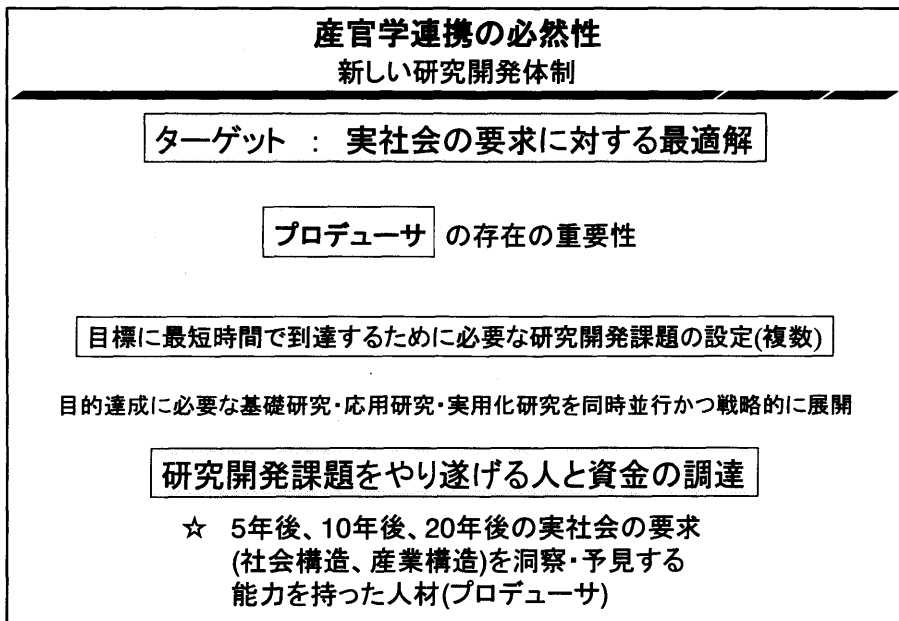 産官学連携の必然性
新しい研究開発体制
ターゲット : 実社会の要求に対する最適解
プロデューサ の存在の重要性
目標に最短時間で到達するために必要な研究開発課題の設定(複数)
目的達成に必要な基礎研究・応用研究・実用化研究を同時並行かつ戦略的に展開
研究開発課題をやり遂げる人と資金の調達
☆ 5年後、10年後、20年後の実社会の要求
(社会構造、産業構造)を洞察・予見する
能力を持った人材(プロデューサ)